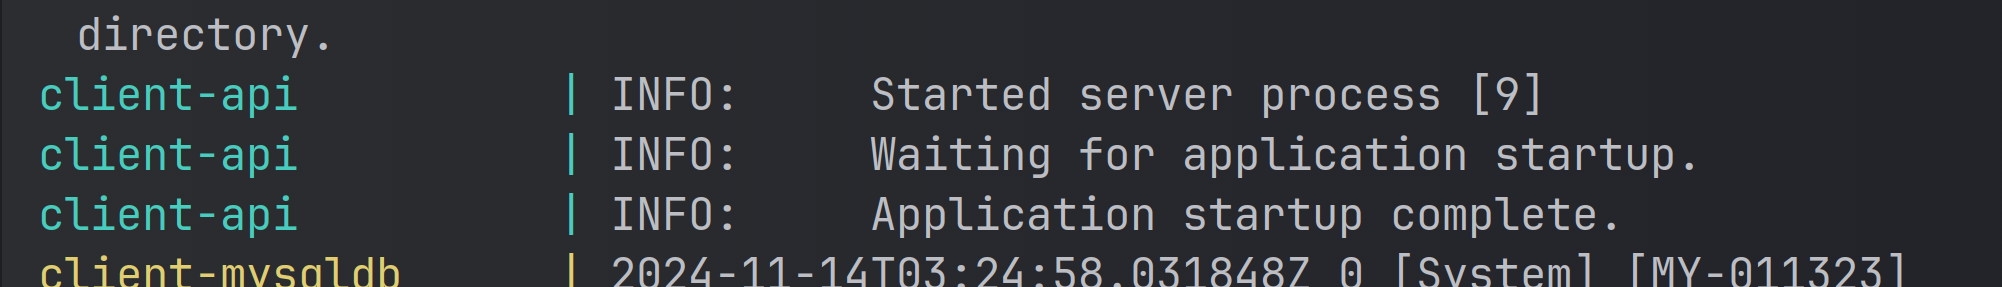 directory.
client-api | INFO: Started server process [9]
client-api | INFO: Waiting for application startup.
client-api | INFO: Application startup complete.
client-mysqldb | 2024-11-14T03:24:58.031848Z 0 [System] [MY-011323]